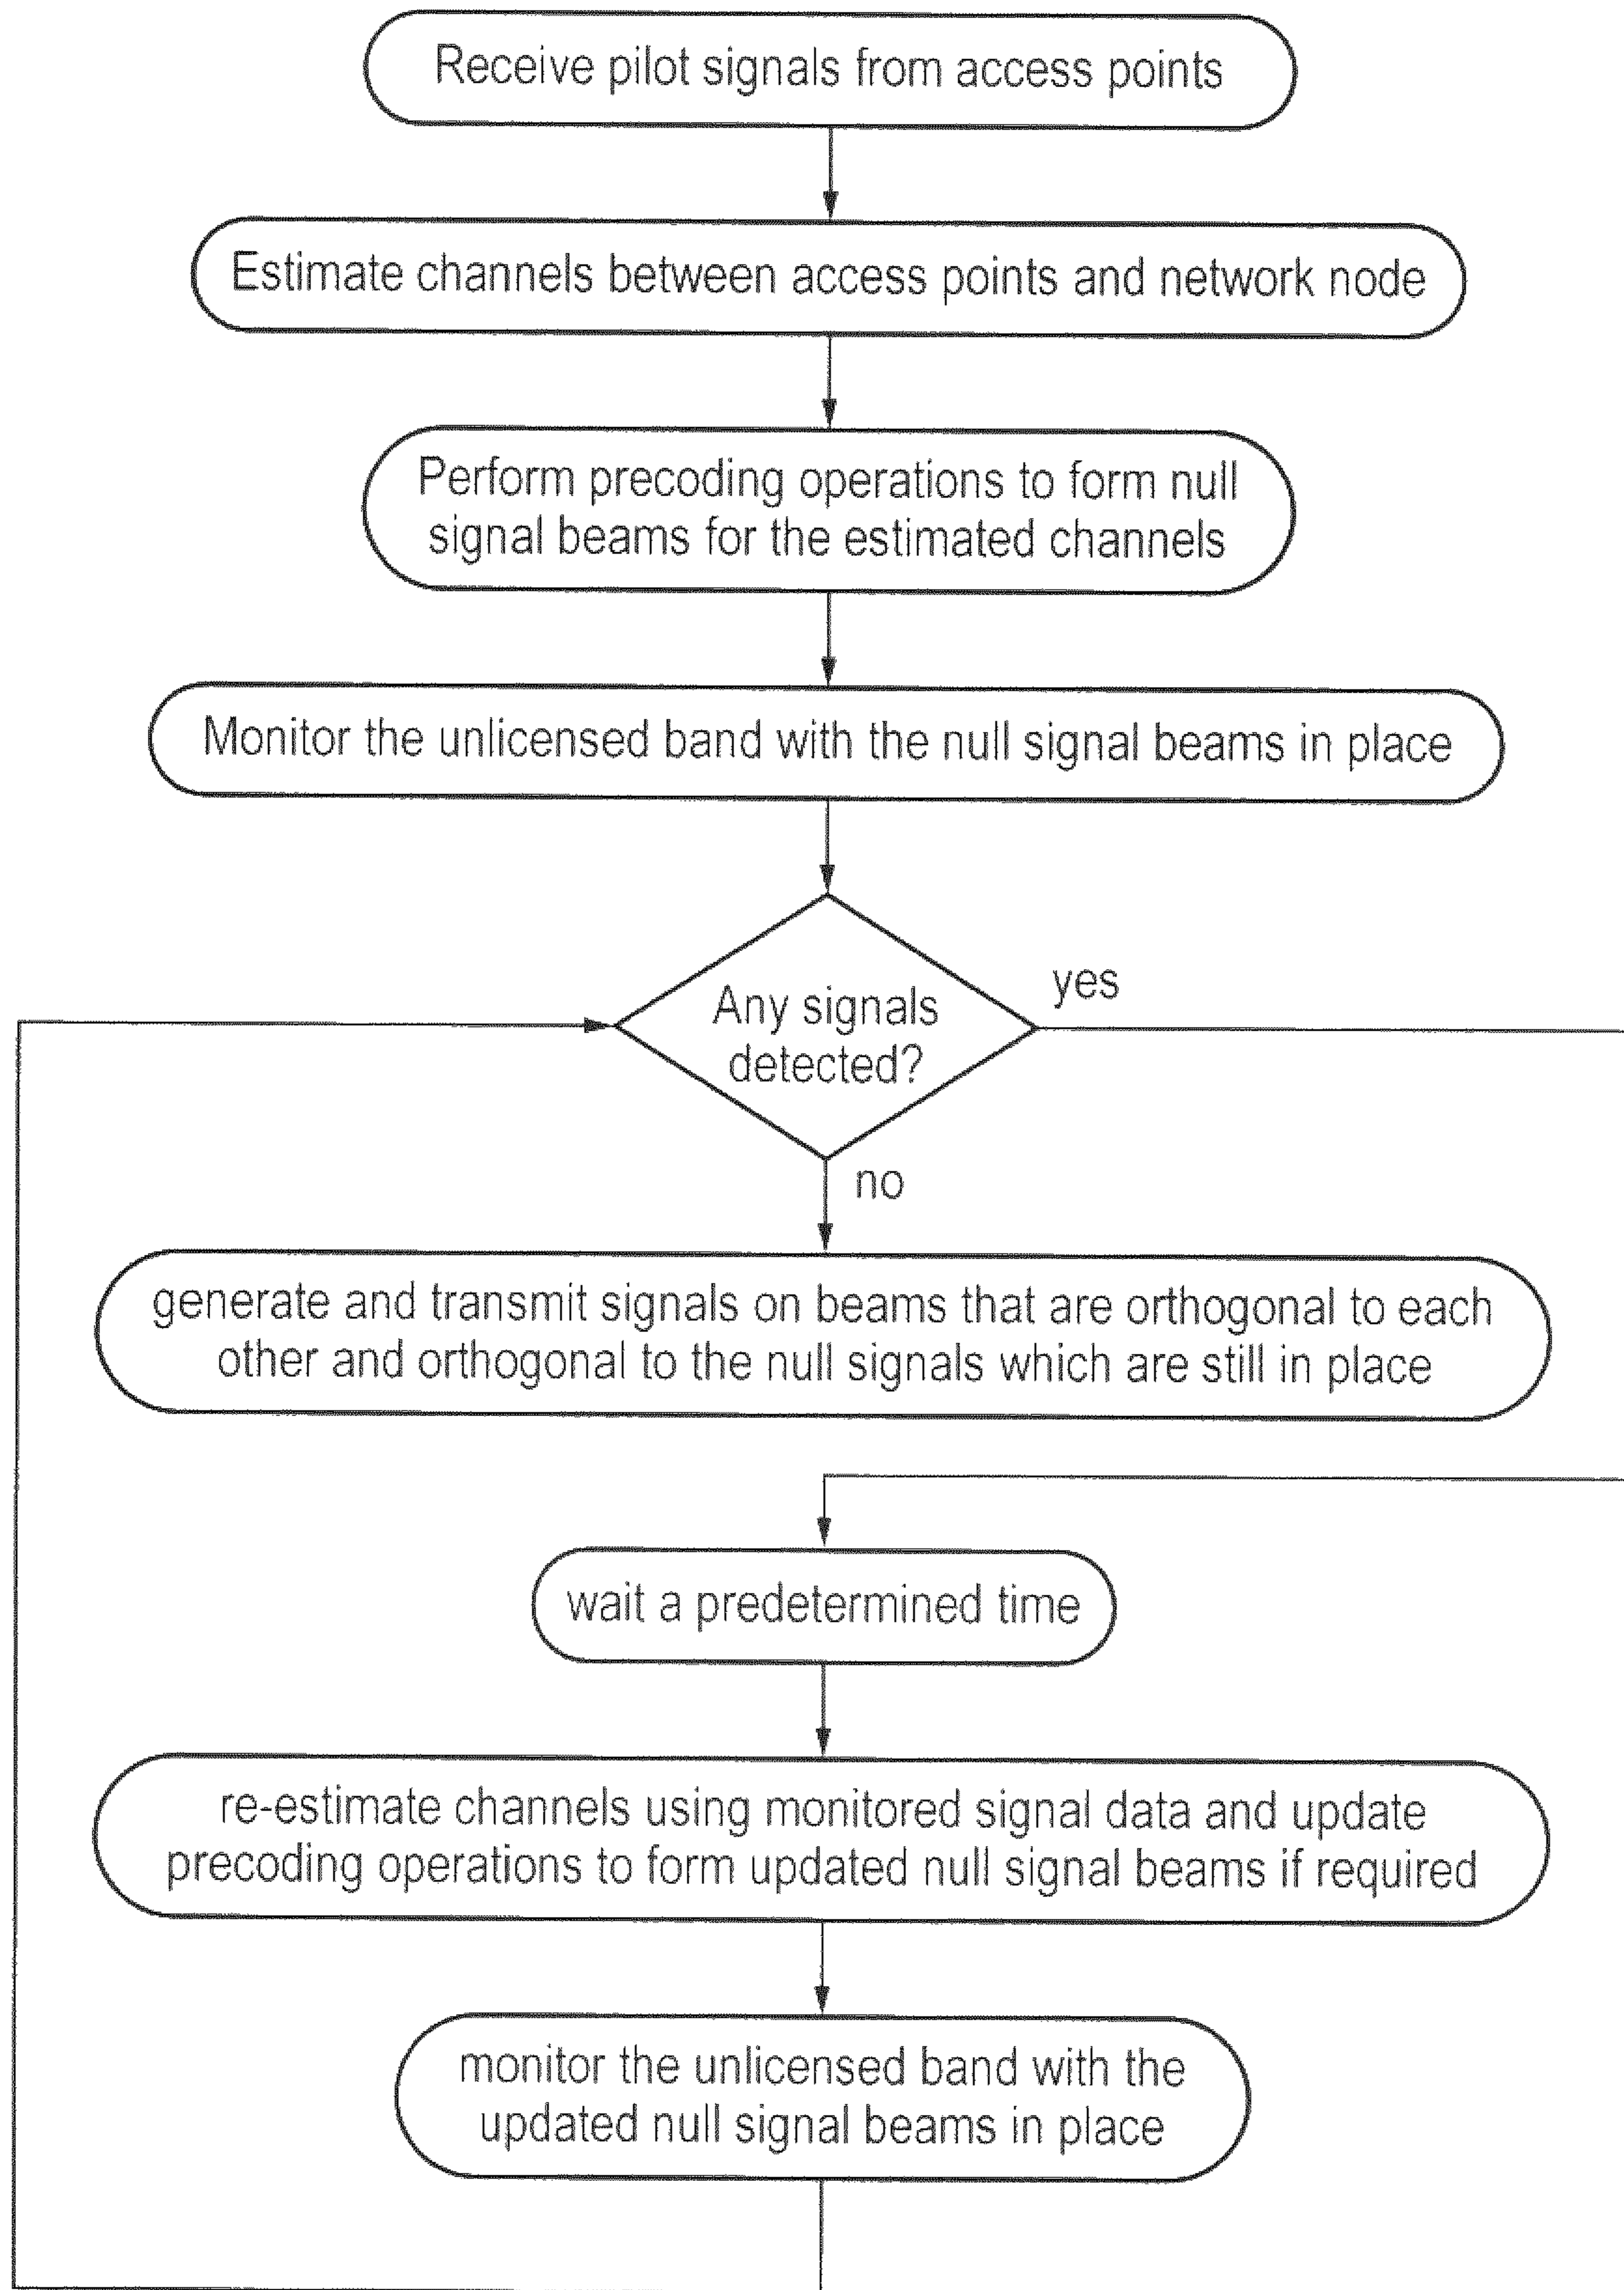 Receive pilot signals from access points
Estimate channels between access points and network node
Perform precoding operations to form null
signal beams for the estimated channels
Monitor the unlicensed band with the null signal beams in place
Any signals
detected?
yes
no
generate and transmit signals on beams that are orthogonal to each
other and orthogonal to the null signals which are still in place
wait a predetermined time
re-estimate channels using monitored signal data and update
precoding operations to form updated null signal beams if required
monitor the unlicensed band with the
updated null signal beams in place